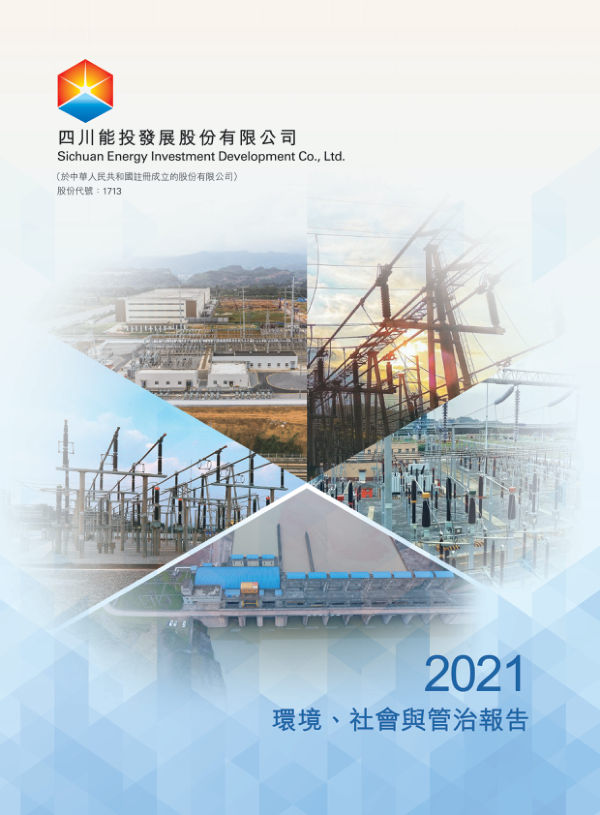 四川能投發展股份有限公司
Sichuan Energy Investment Development Co., Ltd.
(於中華人民共和國註冊成立的股份有限公司)
股份代號：1713
2021
環境、社會與管治報告